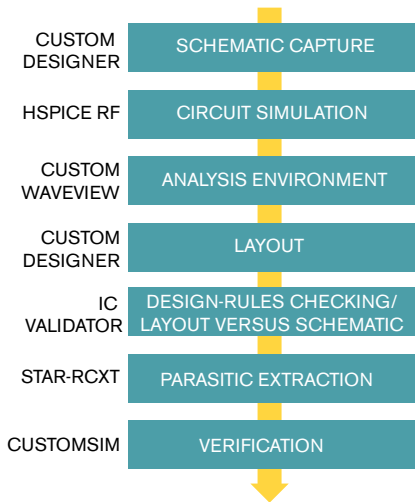 CUSTOM
DESIGNER
SCHEMATIC CAPTURE
HSPICE RF
CIRCUIT SIMULATION
CUSTOM
WAVEVIEW
ANALYSIS ENVIRONMENT
CUSTOM
DESIGNER
LAYOUT
IC
VALIDATOR
DESIGN-RULES CHECKING/
LAYOUT VERSUS SCHEMATIC
STAR-RCXT
PARASITIC EXTRACTION
CUSTOMSIM
VERIFICATION